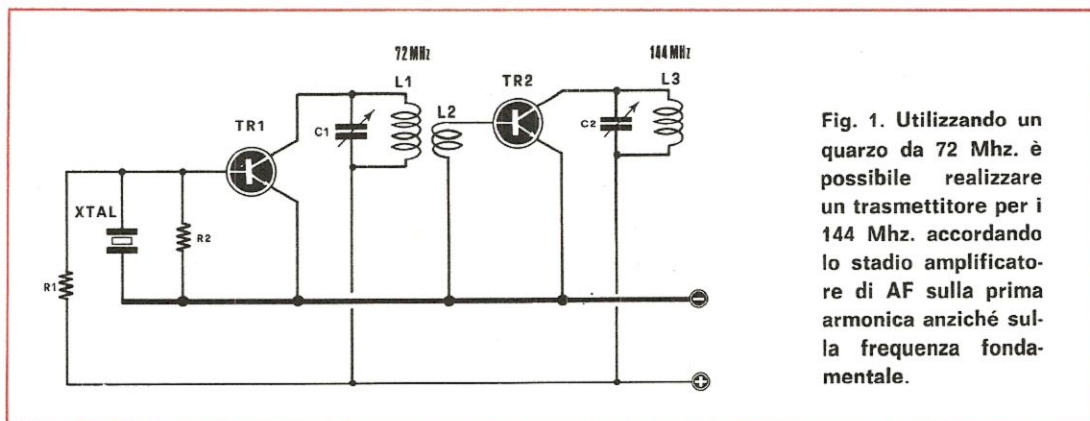 72 MHz
144 MHz
L1
TR2
L3
L2
TR1
C1
C2
XTAL
R2
R1
−
+
Fig. 1. Utilizzando un
quarzo da 72 Mhz. è
possibile realizzare
un trasmettitore per i
144 Mhz. accordando
lo stadio amplificato-
re di AF sulla prima
armonica anziché sul-
la frequenza fonda-
mentale.